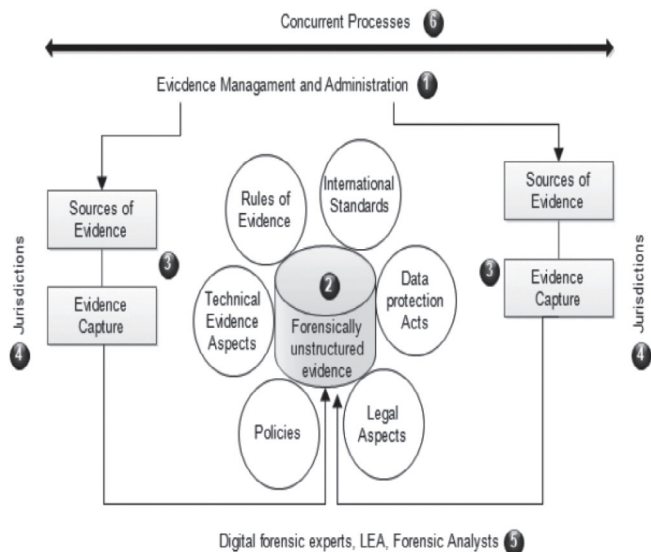 Concurrent Processes 6
Evicdence Managament and Administration 1
Sources of
Evidence
3
Evidence
Capture
4 Jurisdictions
Rules of
Evidence
International
Standards
Technical
Evidence
Aspects
2
Forensically
unstructured
evidence
Data
protection
Acts
Policies
Legal
Aspects
Sources of
Evidence
3
Evidence
Capture
4 Jurisdictions
Digital forensic experts, LEA, Forensic Analysts 5